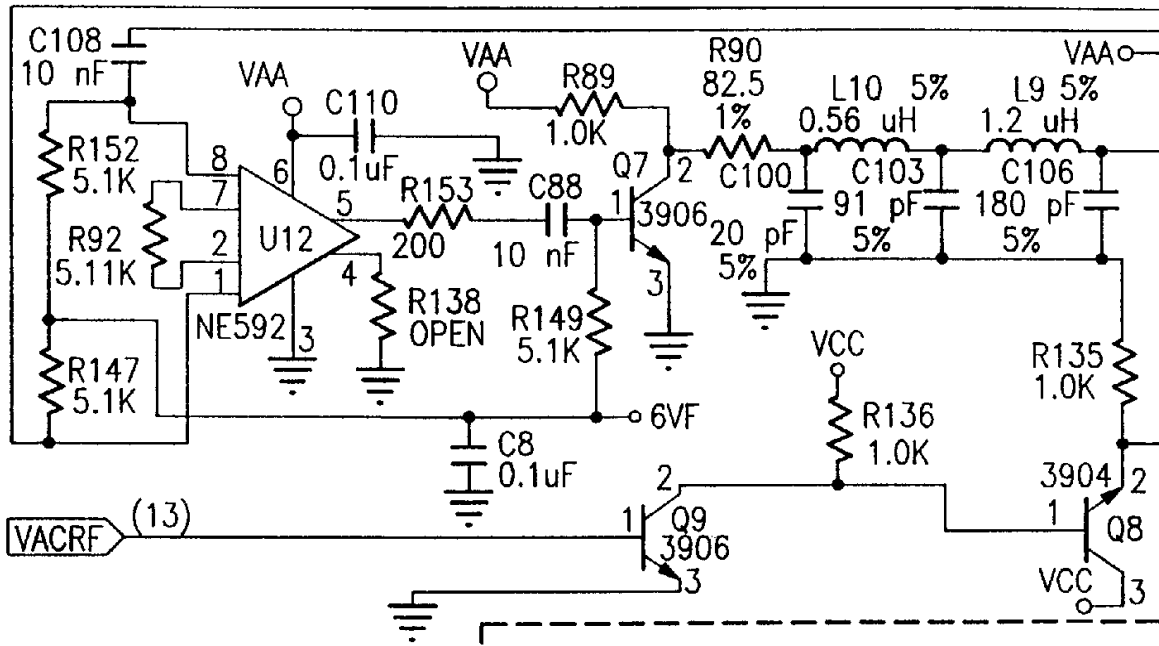 C108
10 nF
VAA
C110
0.1uF
R152
5.1K
R92
5.11K
8
7
2
1
6
5
4
3
U12
NE592
R147
5.1K
R153
200
R138
OPEN
C88
10 nF
R149
5.1K
6VF
C8
0.1uF
VAA
R89
1.0K
Q7
1
2
3
3906
R90
82.5
1%
L10 5%
0.56 uH
L9 5%
1.2 uH
VAA
C100
20 pF
5%
C103
91 pF
5%
C106
180 pF
5%
VCC
R136
1.0K
R135
1.0K
VACRF
(13)
1
2
3
Q9
3906
3904
1
2
3
Q8
VCC